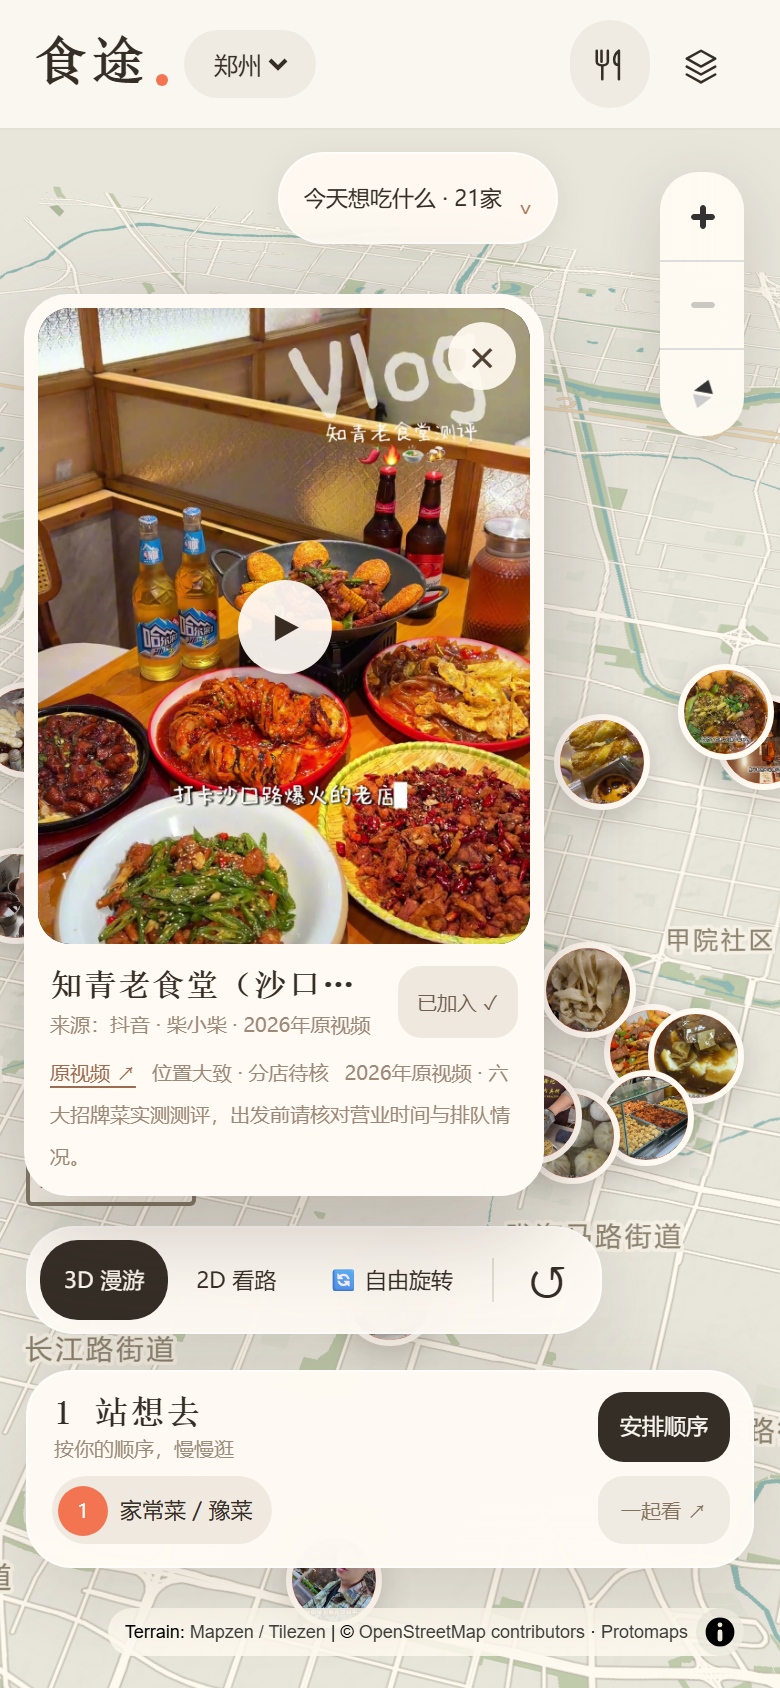 食途.
郑州
今天想吃什么 · 21家
Vlog
知青老食堂测评
哈尔滨
打卡沙口路爆火的老店
知青老食堂（沙口…
已加入 ✓
来源：抖音 · 柴小柴 · 2026年原视频
原视频 ↗ 位置大致 · 分店待核 2026年原视频 · 六
大招牌菜实测测评，出发前请核对营业时间与排队情
况。
甲院社区
马路街道
3D 漫游
2D 看路
自由旋转
长江路街道
1 站想去
按你的顺序，慢慢逛
安排顺序
路
1 家常菜 / 豫菜
一起看 ↗
道
Terrain: Mapzen / Tilezen | © OpenStreetMap contributors · Protomaps